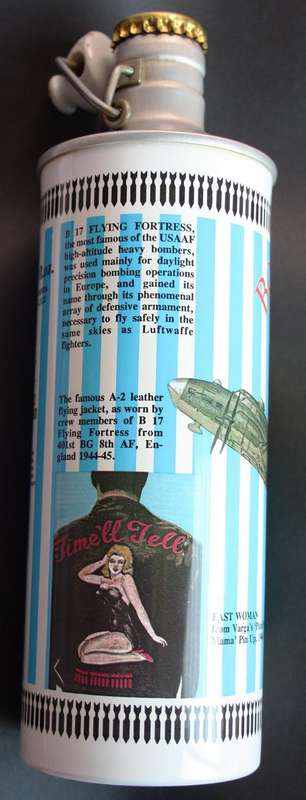 B 17 FLYING FORTRESS,
the most famous of the USAAF
high-altitude heavy bombers,
was used mainly for daylight
precision bombing operations
in Europe, and gained its
name through its phenomenal
array of defensive armament,
necessary to fly safely in the
same skies as Luftwaffe
fighters.
The famous A-2 leather
flying jacket, as worn by
crew members of B 17
Flying Fortress from
401st BG 8th AF, En-
gland 1944-45.
Time'll Tell
EAST WOMAN
from Varga's
Mama' Pin Up,